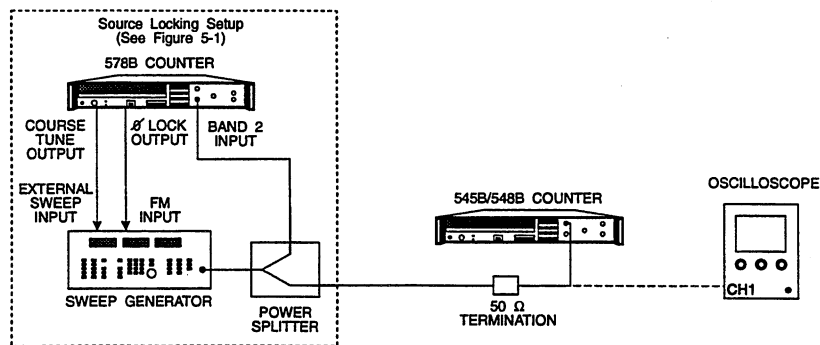 Source Locking Setup
(See Figure 5-1)
578B COUNTER
COURSE
TUNE
OUTPUT
Ø LOCK
OUTPUT
BAND 2
INPUT
EXTERNAL
SWEEP
INPUT
FM
INPUT
SWEEP GENERATOR
POWER
SPLITTER
545B/548B COUNTER
50 Ω
TERMINATION
OSCILLOSCOPE
CH1